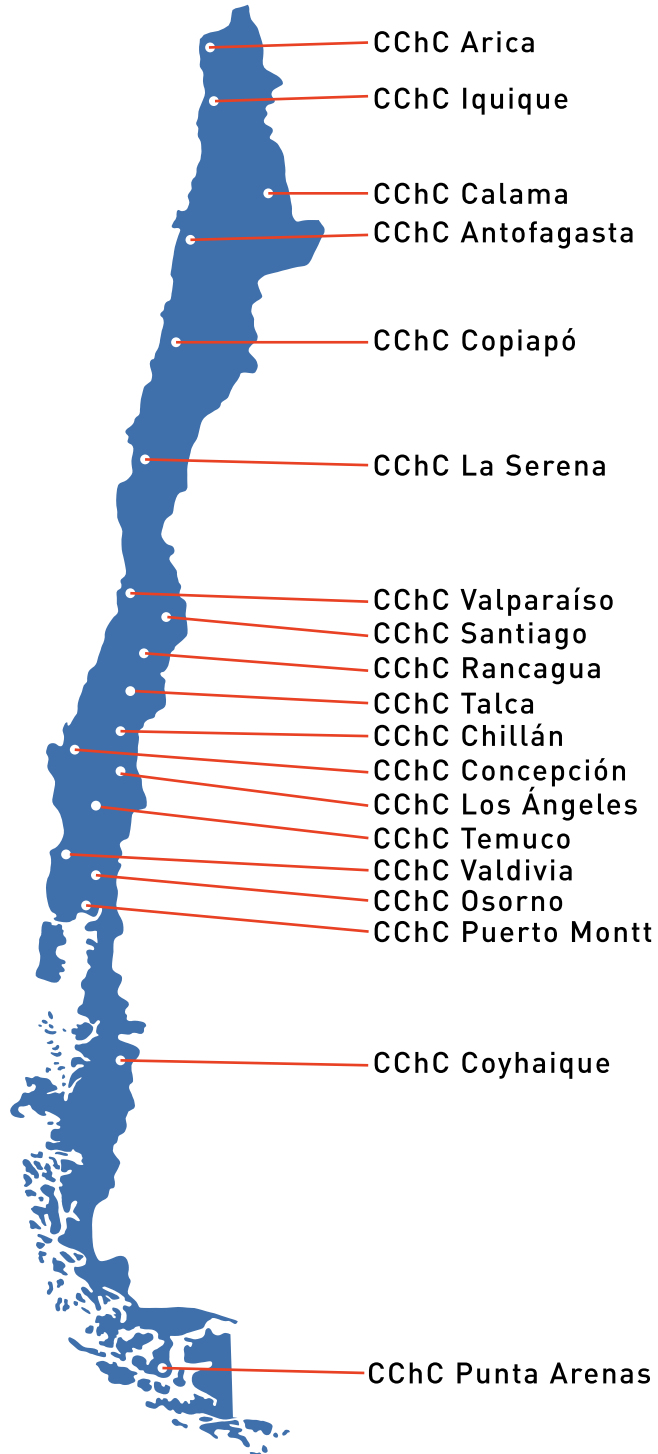 CChC Arica
CChC Iquique
CChC Calama
CChC Antofagasta
CChC Copiapó
CChC La Serena
CChC Valparaíso
CChC Santiago
CChC Rancagua
CChC Talca
CChC Chillán
CChC Concepción
CChC Los Ángeles
CChC Temuco
CChC Valdivia
CChC Osorno
CChC Puerto Montt
CChC Coyhaique
CChC Punta Arenas